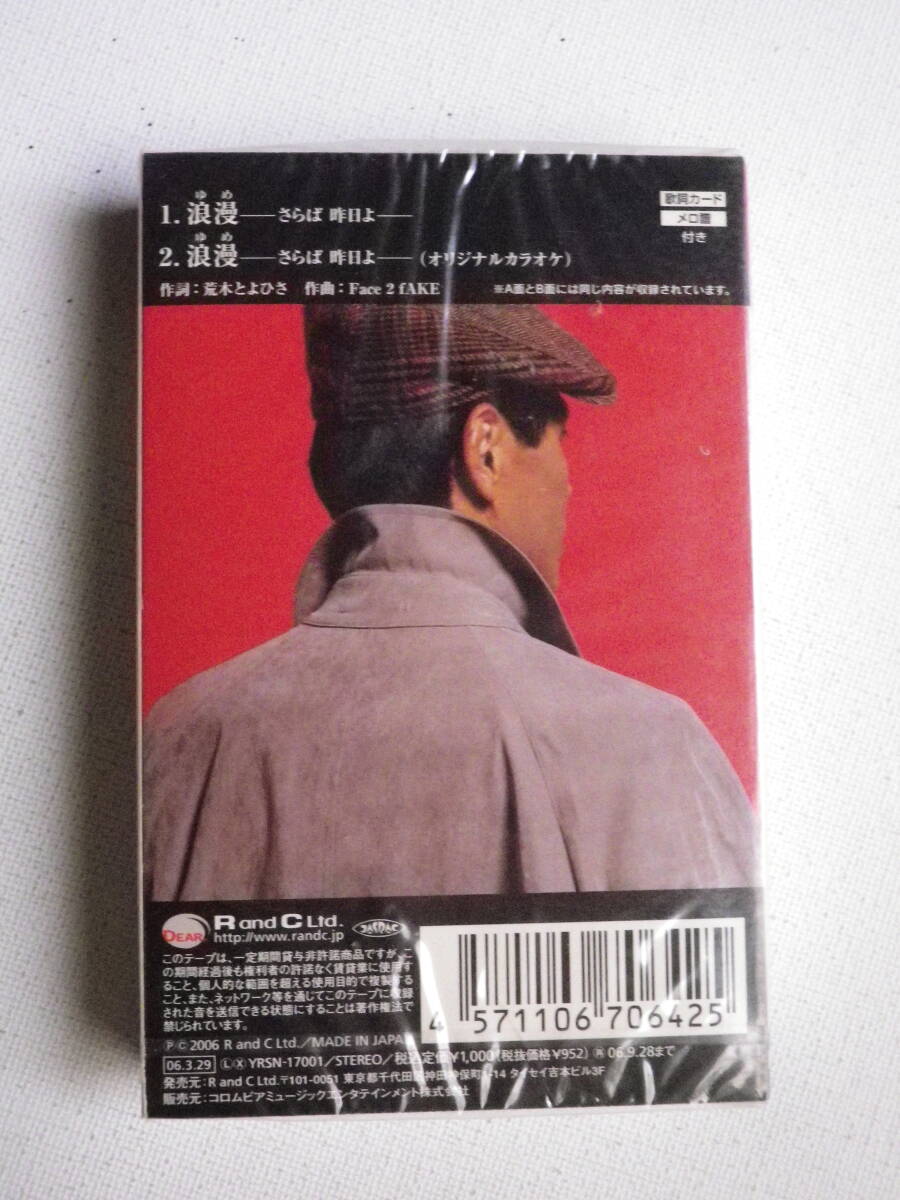 ゆめ
1. 浪漫――さらば 昨日よ――
ゆめ
2. 浪漫――さらば 昨日よ――(オリジナルカラオケ)
作詞:荒木とよひさ 作曲:Face 2 fAKE
歌詞カード
メロ譜
付き
※A面とB面には同じ内容が収録されています。
DEAR.
R and C Ltd.
http://www.randc.jp
JASRAC
このテープは、一定期間貸与非許諾商品ですが、こ
の期間経過後も権利者の許諾なく賃貸業に使用す
ること、個人的な範囲を超える使用目的で複製する
こと、また、ネットワーク等を通じてこのテープに収録
された音を送信できる状態にすることは著作権法で
禁じられています。
4 571106 706425
ⓅⒸ2006 R and C Ltd./MADE IN JAPAN
06.3.29 ⓁⓍYRSN-17001/STEREO/税込定価¥1,000(税抜価格¥952) 06.9.28まで
発売元:R and C Ltd.〒101-0051 東京都千代田区神田神保町1-14 タイセイ吉本ビル3F
販売元:コロムビアミュージックエンタテインメント株式会社